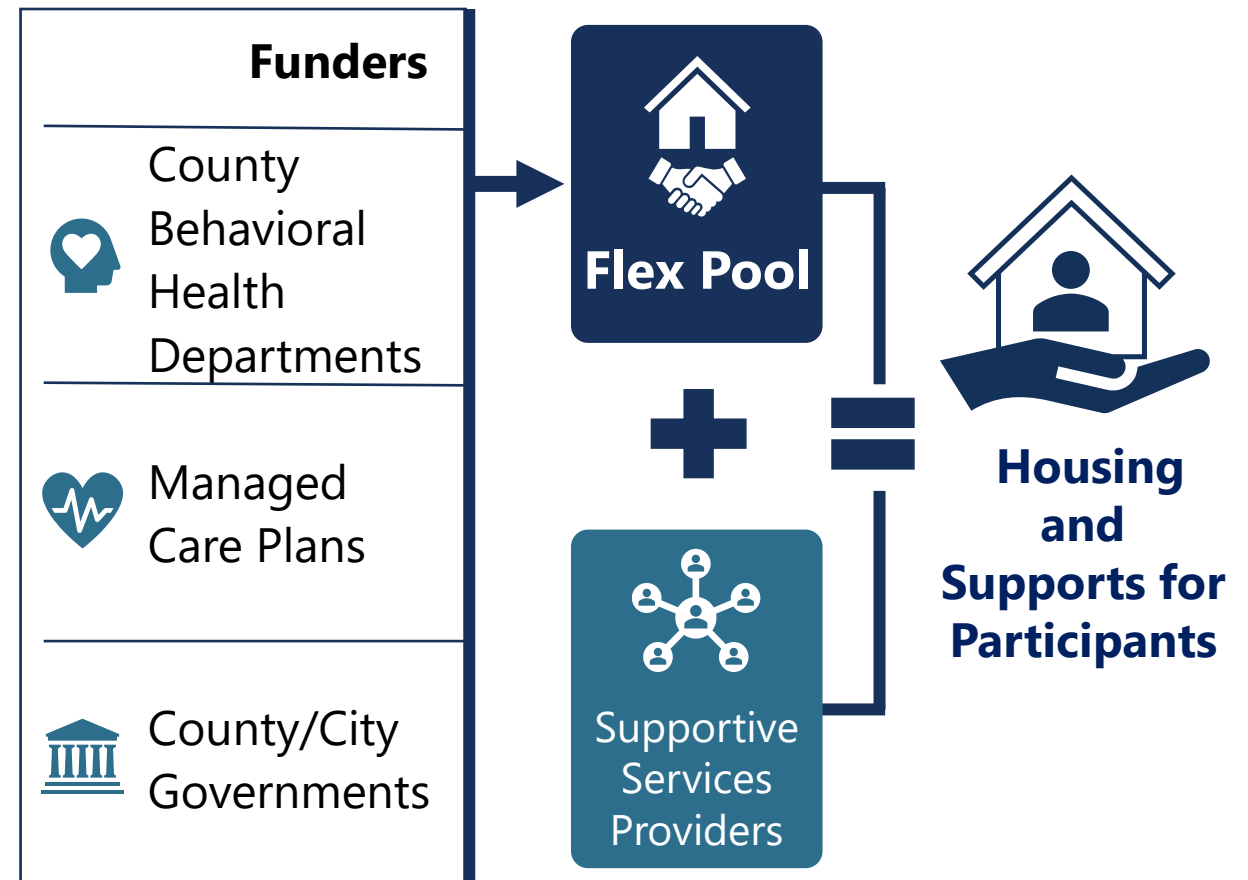 Funders
County
Behavioral
Health
Departments
Managed
Care Plans
County/City
Governments
Flex Pool
Supportive
Services
Providers
Housing
and
Supports for
Participants